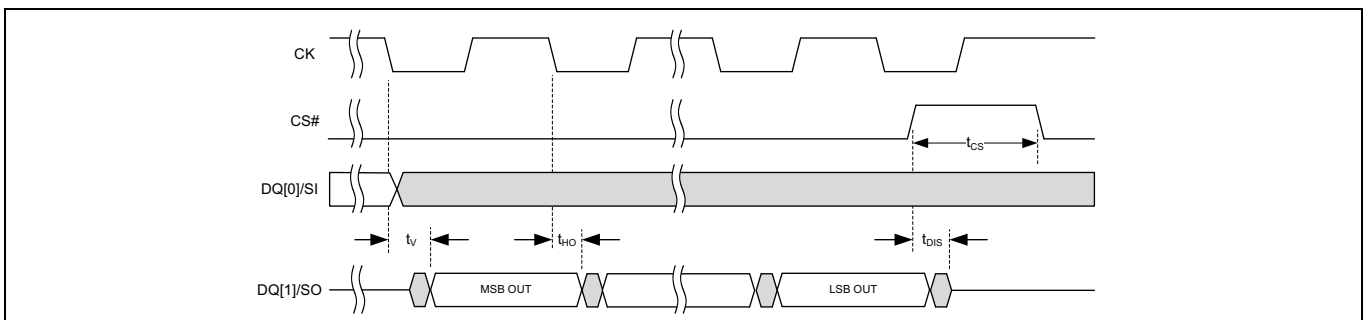 CK
CS#
tCS
DQ[0]/SI
tV
tHO
tDIS
DQ[1]/SO
MSB OUT
LSB OUT